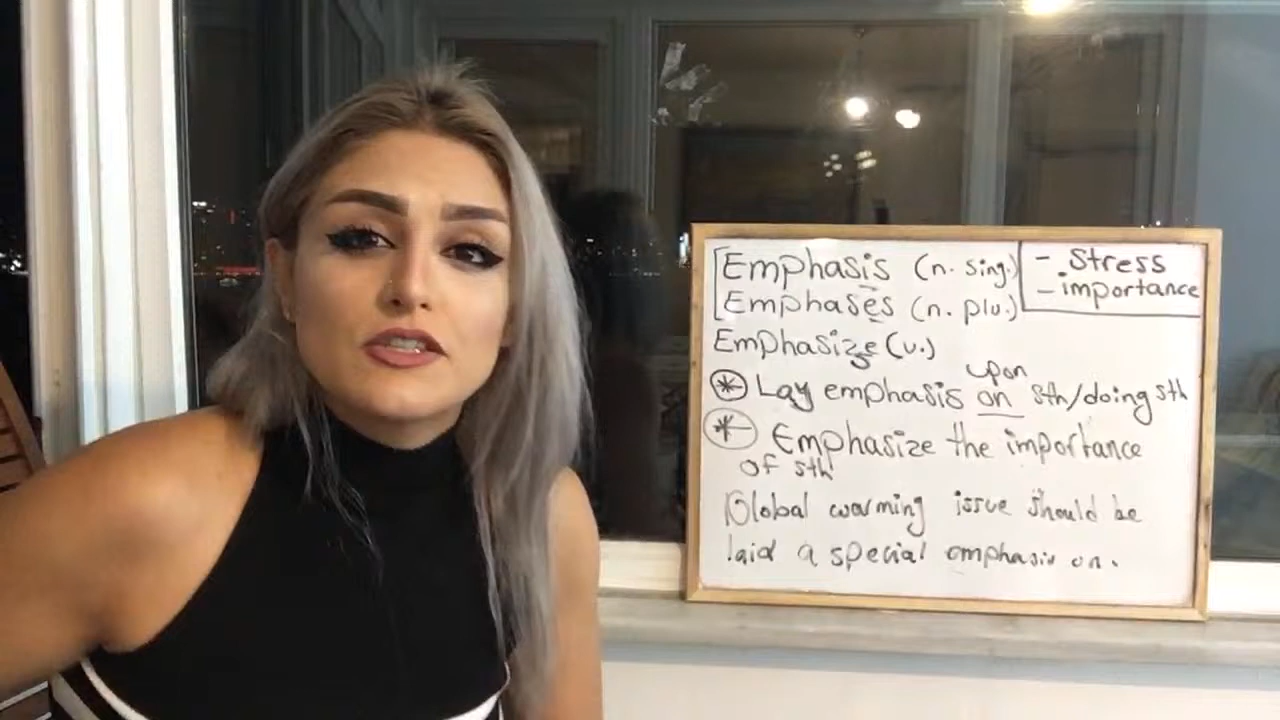 Emphasis (n. sing.)
- stress
- importance
Emphases (n. plu.)
Emphasize (v.)
upon
Lay emphasis on sth/doing sth
Emphasize the importance
of sth
Global warming issue should be
laid a special emphasis on.